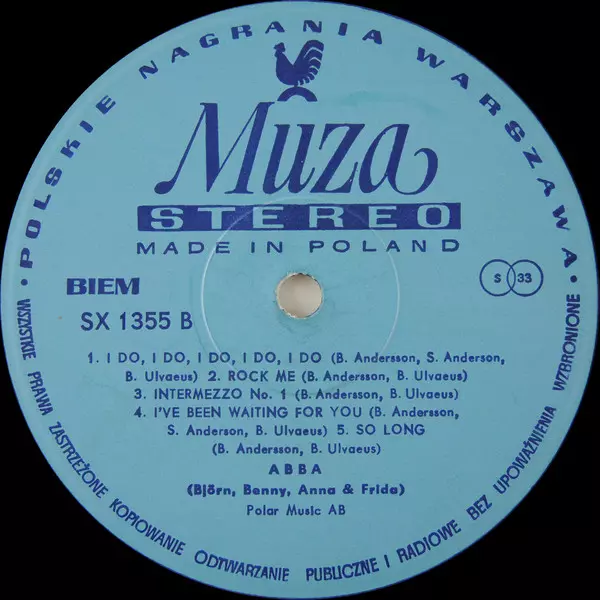 • POLSKIE NAGRANIA WARSZAWA •
Muza
STEREO
MADE IN POLAND
BIEM
S 33
SX 1355 B
1. I DO, I DO, I DO, I DO, I DO (B. Andersson, S. Anderson,
B. Ulvaeus) 2. ROCK ME (B. Andersson, B. Ulvaeus)
3. INTERMEZZO No. 1 (B. Andersson, B. Ulvaeus)
4. I'VE BEEN WAITING FOR YOU (B. Andersson,
S. Anderson, B. Ulvaeus) 5. SO LONG
(B. Andersson, B. Ulvaeus)
ABBA
(Björn, Benny, Anna & Frida)
Polar Music AB
WSZYSTKIE PRAWA ZASTRZEŻONE KOPIOWANIE ODTWARZANIE PUBLICZNE I RADIOWE BEZ UPOWAŻNIENIA WZBRONIONE